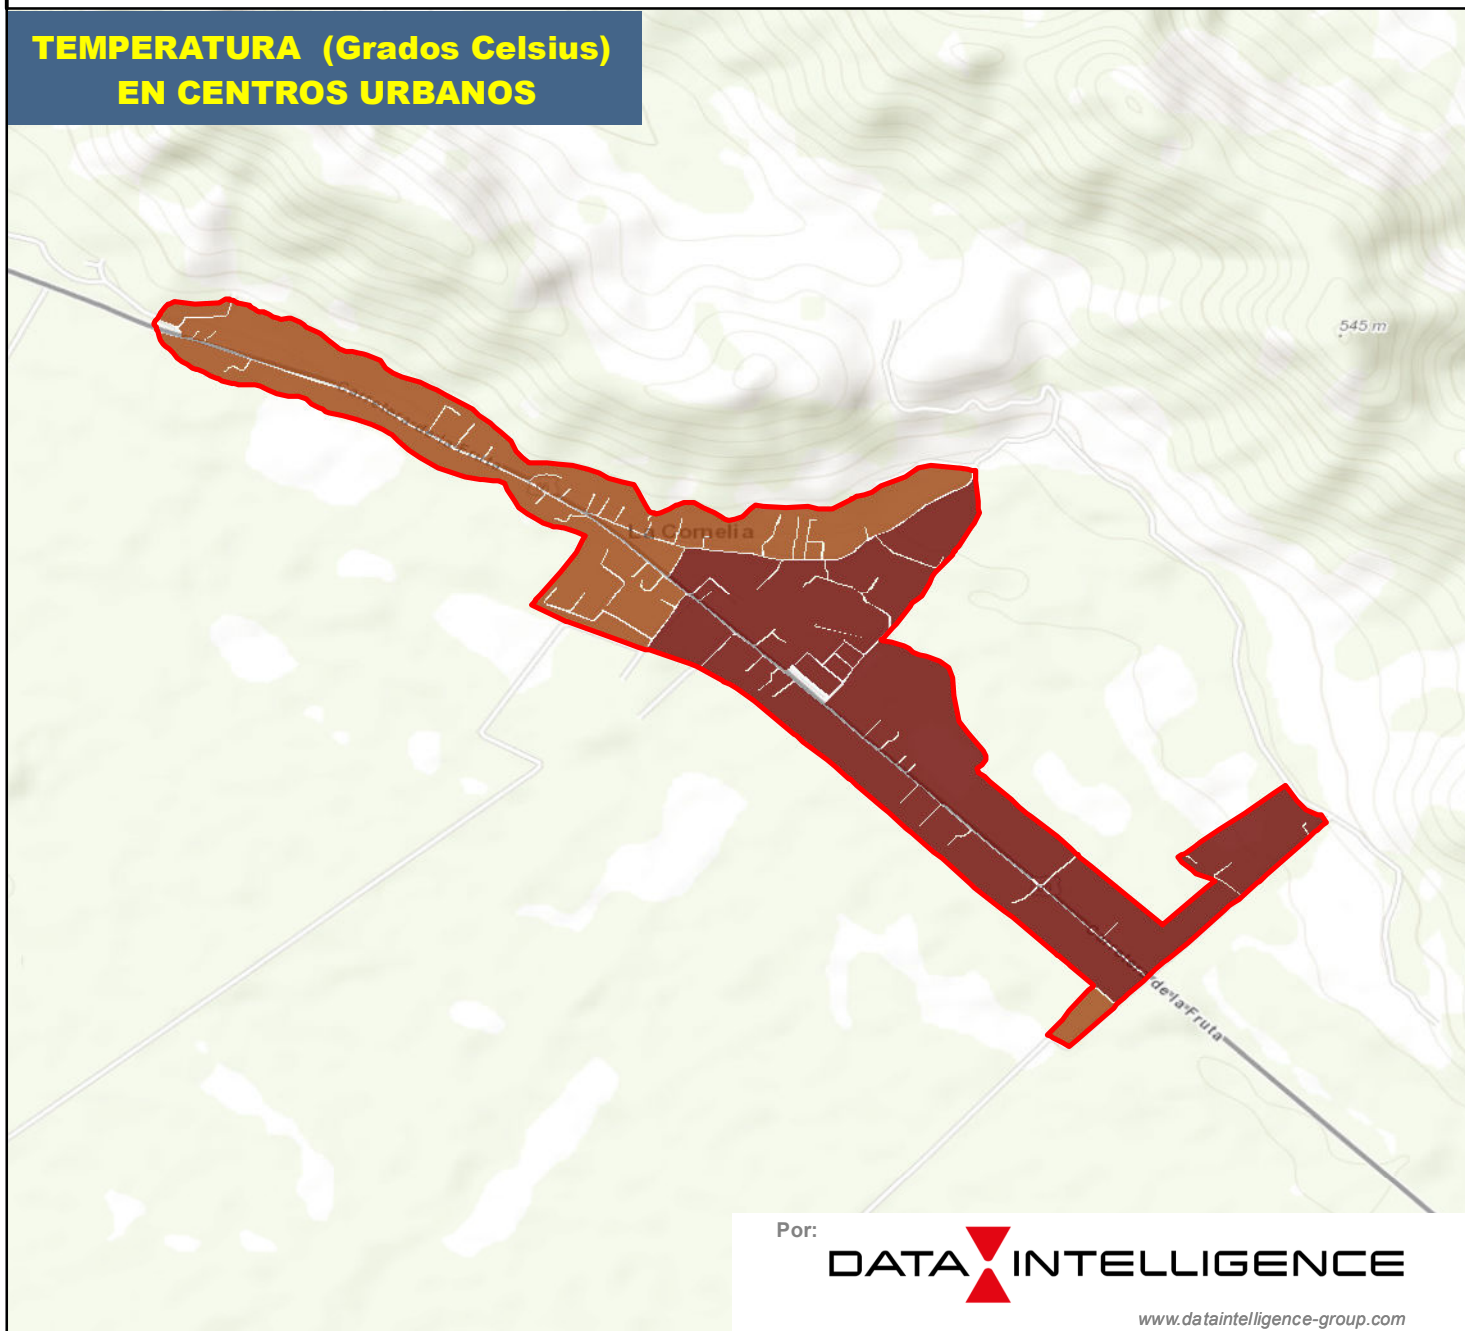 TEMPERATURA (Grados Celsius)
EN CENTROS URBANOS
545 m
La Cornelia
de la Fruta
Por:
DATA INTELLIGENCE
www.dataintelligence-group.com